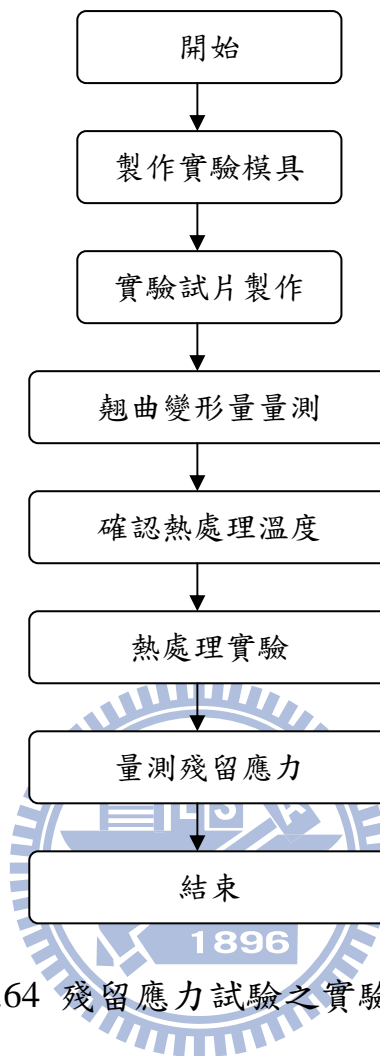 開始
製作實驗模具
實驗試片製作
翹曲變形量量測
確認熱處理溫度
熱處理實驗
量測殘留應力
結束
1896
.64 殘留應力試驗之實驗